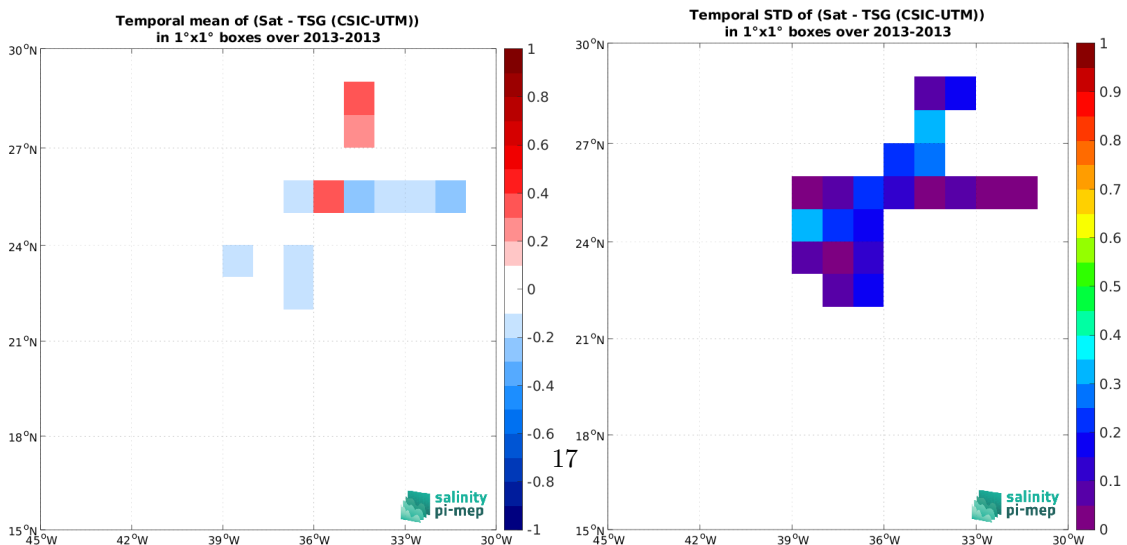 Temporal mean of (Sat - TSG (CSIC-UTM))
in 1°x1° boxes over 2013-2013
30°N
27°N
24°N
21°N
18°N
15°N
45°W
42°W
39°W
36°W
33°W
30°W
1
0.8
0.6
0.4
0.2
0
-0.2
-0.4
-0.6
-0.8
-1
salinity
pi-mep
17
Temporal STD of (Sat - TSG (CSIC-UTM))
in 1°x1° boxes over 2013-2013
30°N
27°N
24°N
21°N
18°N
15°N
45°W
42°W
39°W
36°W
33°W
30°W
1
0.9
0.8
0.7
0.6
0.5
0.4
0.3
0.2
0.1
0
salinity
pi-mep